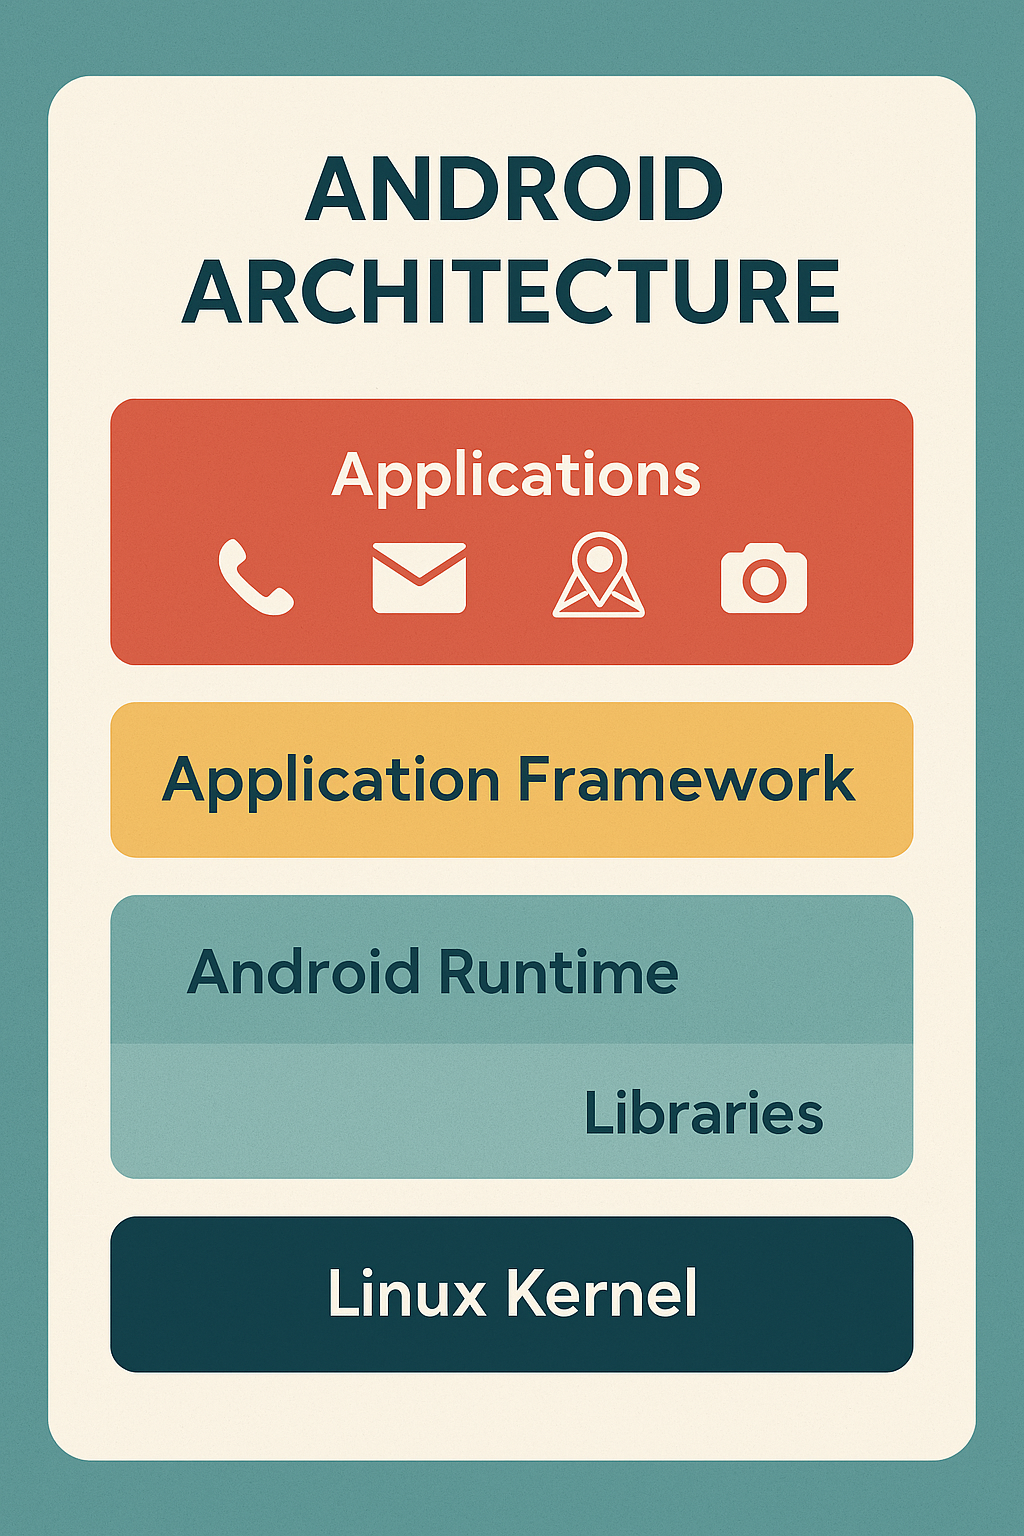 ANDROID
ARCHITECTURE
Applications
Application Framework
Android Runtime
Libraries
Linux Kernel